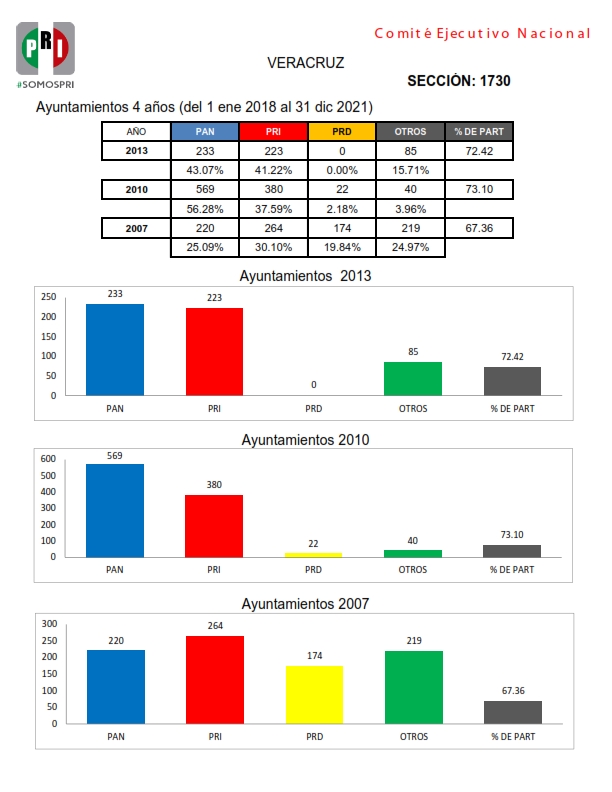 Comité Ejecutivo Nacional
PRI
#SOMOSPRI
VERACRUZ
SECCIÓN: 1730
Ayuntamientos 4 años (del 1 ene 2018 al 31 dic 2021)
AÑO PAN PRI PRD OTROS % DE PART
2013 233 223 0 85 72.42
43.07% 41.22% 0.00% 15.71%
2010 569 380 22 40 73.10
56.28% 37.59% 2.18% 3.96%
2007 220 264 174 219 67.36
25.09% 30.10% 19.84% 24.97%
Ayuntamientos 2013
250
200
150
100
50
0
233 223 0 85 72.42
PAN PRI PRD OTROS % DE PART
Ayuntamientos 2010
600
500
400
300
200
100
0
569 380 22 40 73.10
PAN PRI PRD OTROS % DE PART
Ayuntamientos 2007
300
250
200
150
100
50
0
220 264 174 219 67.36
PAN PRI PRD OTROS % DE PART